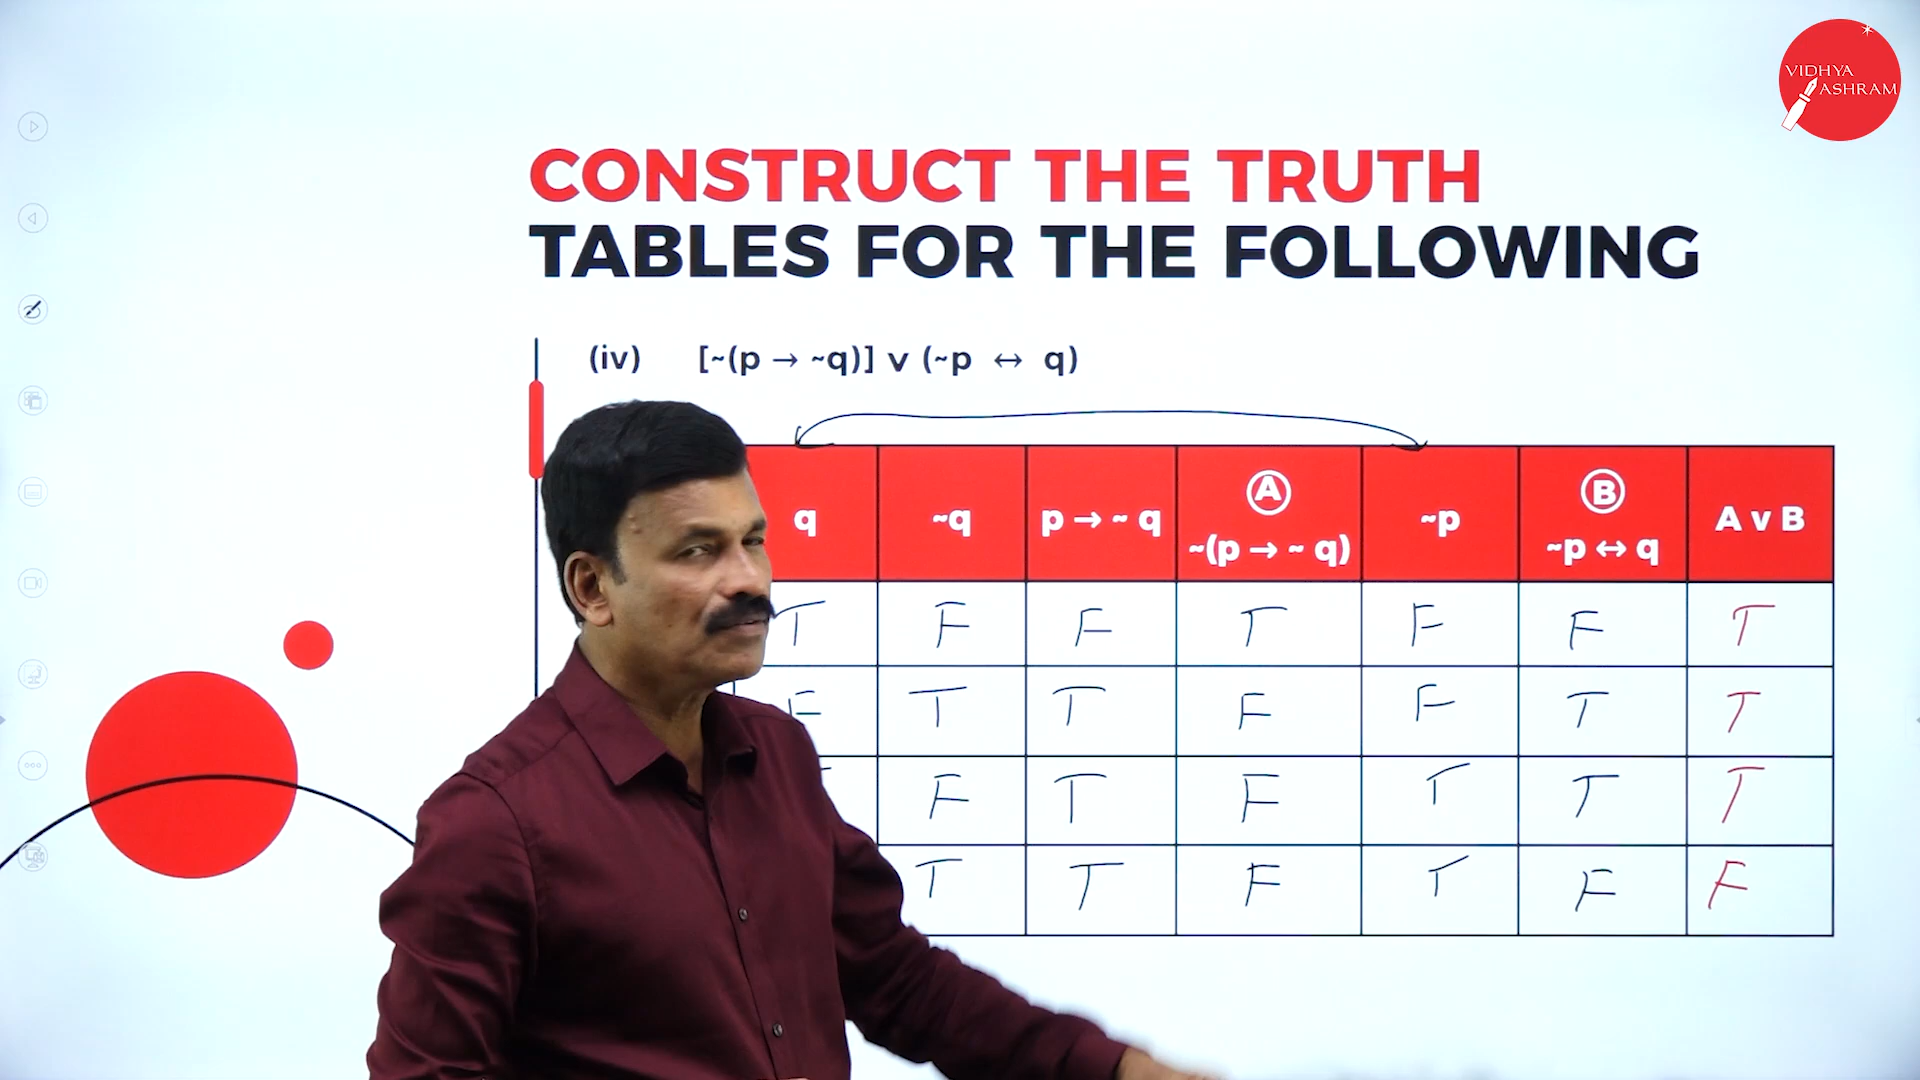 VIDHYA
ASHRAM
CONSTRUCT THE TRUTH
TABLES FOR THE FOLLOWING
(iv) [~(p → ~q)] v (~p ↔ q)
q ~q p → ~ q Ⓐ ~(p → ~ q) ~p Ⓑ ~p ↔ q A v B
T F F T F F T
F T T F F T T
F T F T T T
T T F T F F